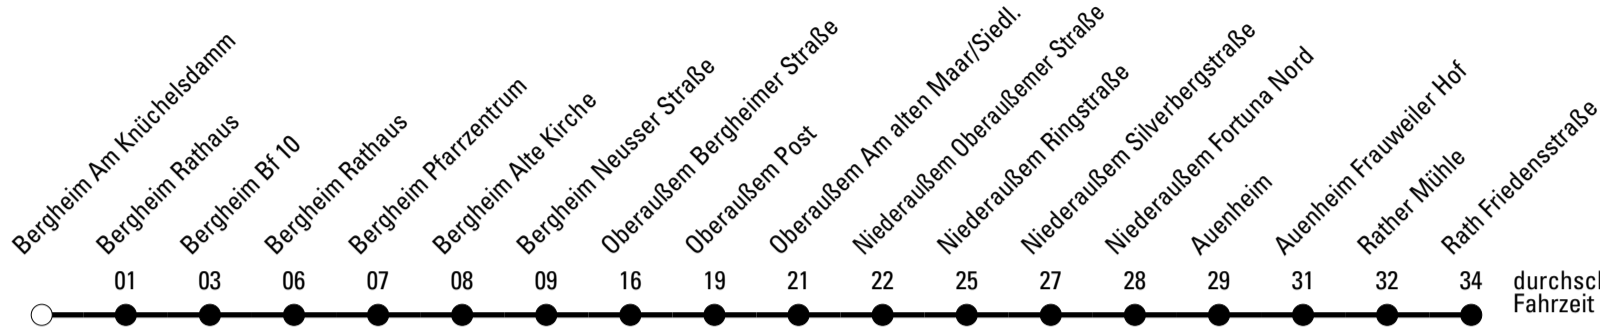 Bergheim Am Knüchelsdamm
Bergheim Rathaus
Bergheim Bf 10
Bergheim Rathaus
Bergheim Pfarrzentrum
Bergheim Alte Kirche
Bergheim Neusser Straße
Oberaußem Bergheimer Straße
Oberaußem Post
Oberaußem Am alten Maar/Siedl.
Niederaußem Oberaußemer Straße
Niederaußem Ringstraße
Niederaußem Silverbergstraße
Niederaußem Fortuna Nord
Auenheim
Auenheim Frauweiler Hof
Rather Mühle
Rath Friedensstraße
01 03 06 07 08 09 16 19 21 22 25 27 28 29 31 32 34 durchsc
Fahrzeit